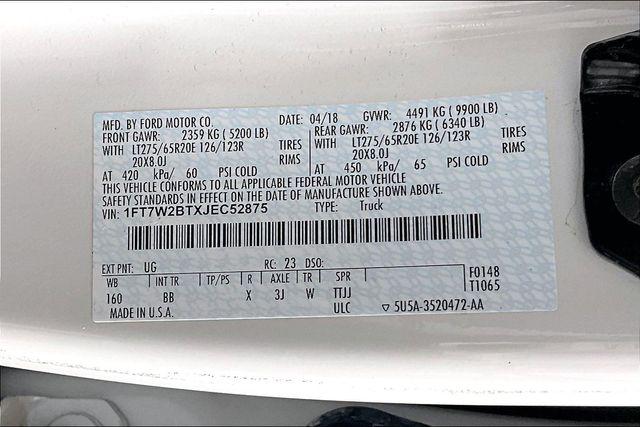 MFD. BY FORD MOTOR CO. DATE: 04/18 GVWR: 4491 KG ( 9900 LB)
FRONT GAWR: 2359 KG ( 5200 LB) REAR GAWR: 2876 KG ( 6340 LB)
WITH LT275/65R20E 126/123R TIRES WITH LT275/65R20E 126/123R TIRES
20X8.0J RIMS 20X8.0J RIMS
AT 420 kPa/ 60 PSI COLD AT 450 kPa/ 65 PSI COLD
THIS VEHICLE CONFORMS TO ALL APPLICABLE FEDERAL MOTOR VEHICLE
SAFETY STANDARDS IN EFFECT ON THE DATE OF MANUFACTURE SHOWN ABOVE.
VIN: 1FT7W2BTXJEC52875 TYPE: Truck
EXT PNT: UG RC: 23 DSO:
WB INT TR TP/PS R AXLE TR SPR F0148
160 BB X 3J W TTJJ T1065
MADE IN U.S.A. ULC ▽ 5U5A-3520472-AA